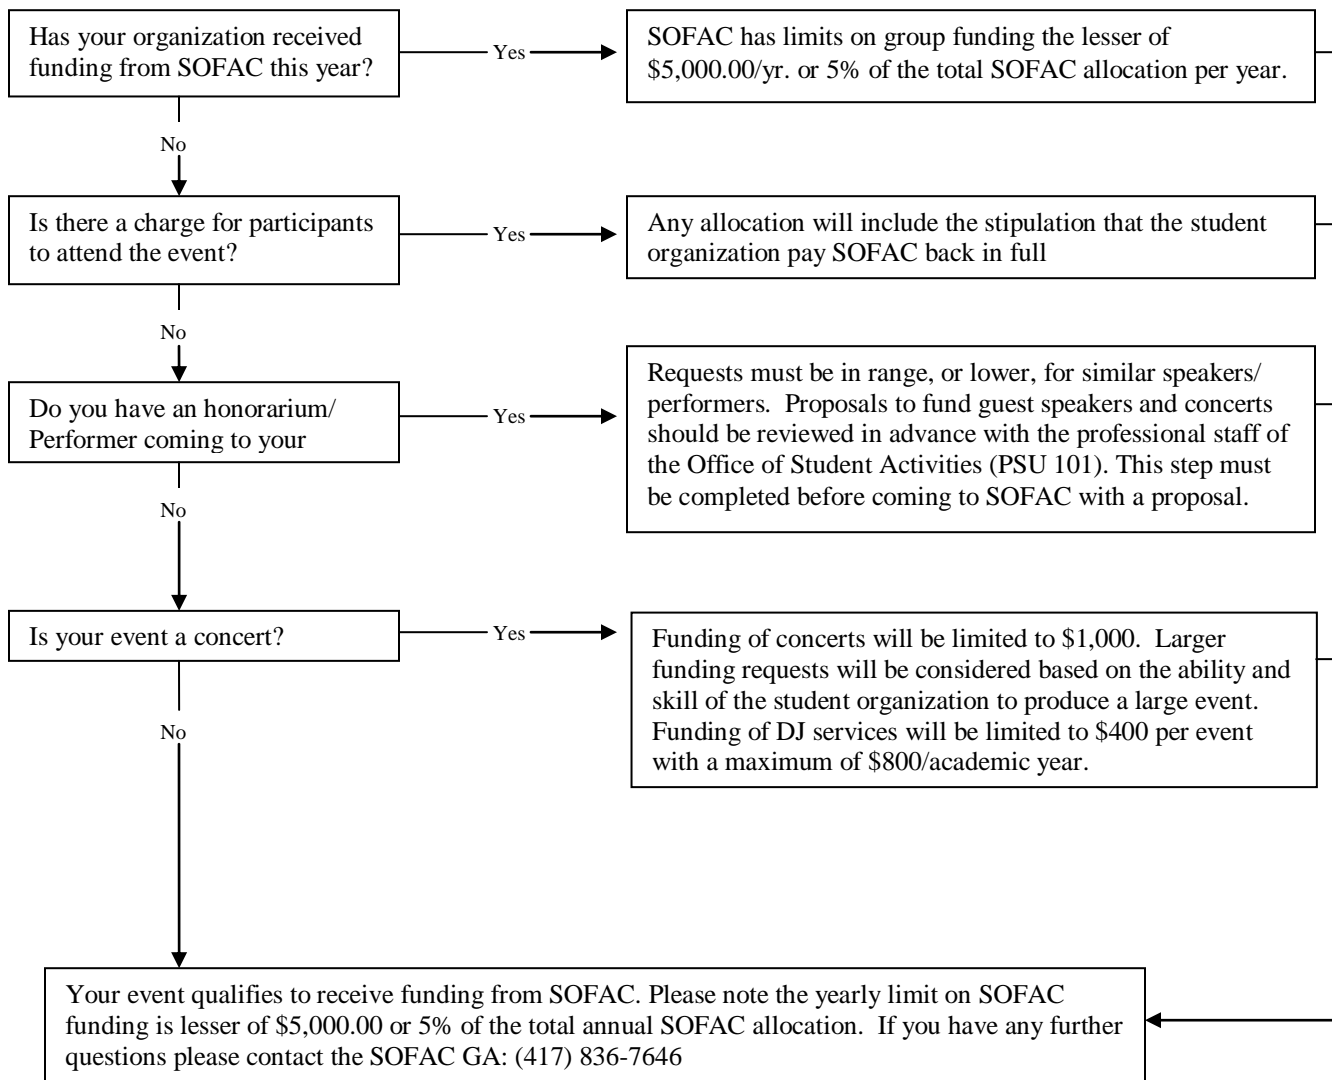 Has your organization received
funding from SOFAC this year?
Yes
SOFAC has limits on group funding the lesser of
$5,000.00/yr. or 5% of the total SOFAC allocation per year.
No
Is there a charge for participants
to attend the event?
Yes
Any allocation will include the stipulation that the student
organization pay SOFAC back in full
No
Do you have an honorarium/
Performer coming to your
Yes
Requests must be in range, or lower, for similar speakers/
performers.  Proposals to fund guest speakers and concerts
should be reviewed in advance with the professional staff of
the Office of Student Activities (PSU 101). This step must
be completed before coming to SOFAC with a proposal.
No
Is your event a concert?
Yes
Funding of concerts will be limited to $1,000.  Larger
funding requests will be considered based on the ability and
skill of the student organization to produce a large event.
Funding of DJ services will be limited to $400 per event
with a maximum of $800/academic year.
No
Your event qualifies to receive funding from SOFAC. Please note the yearly limit on SOFAC
funding is lesser of $5,000.00 or 5% of the total annual SOFAC allocation.  If you have any further
questions please contact the SOFAC GA: (417) 836-7646